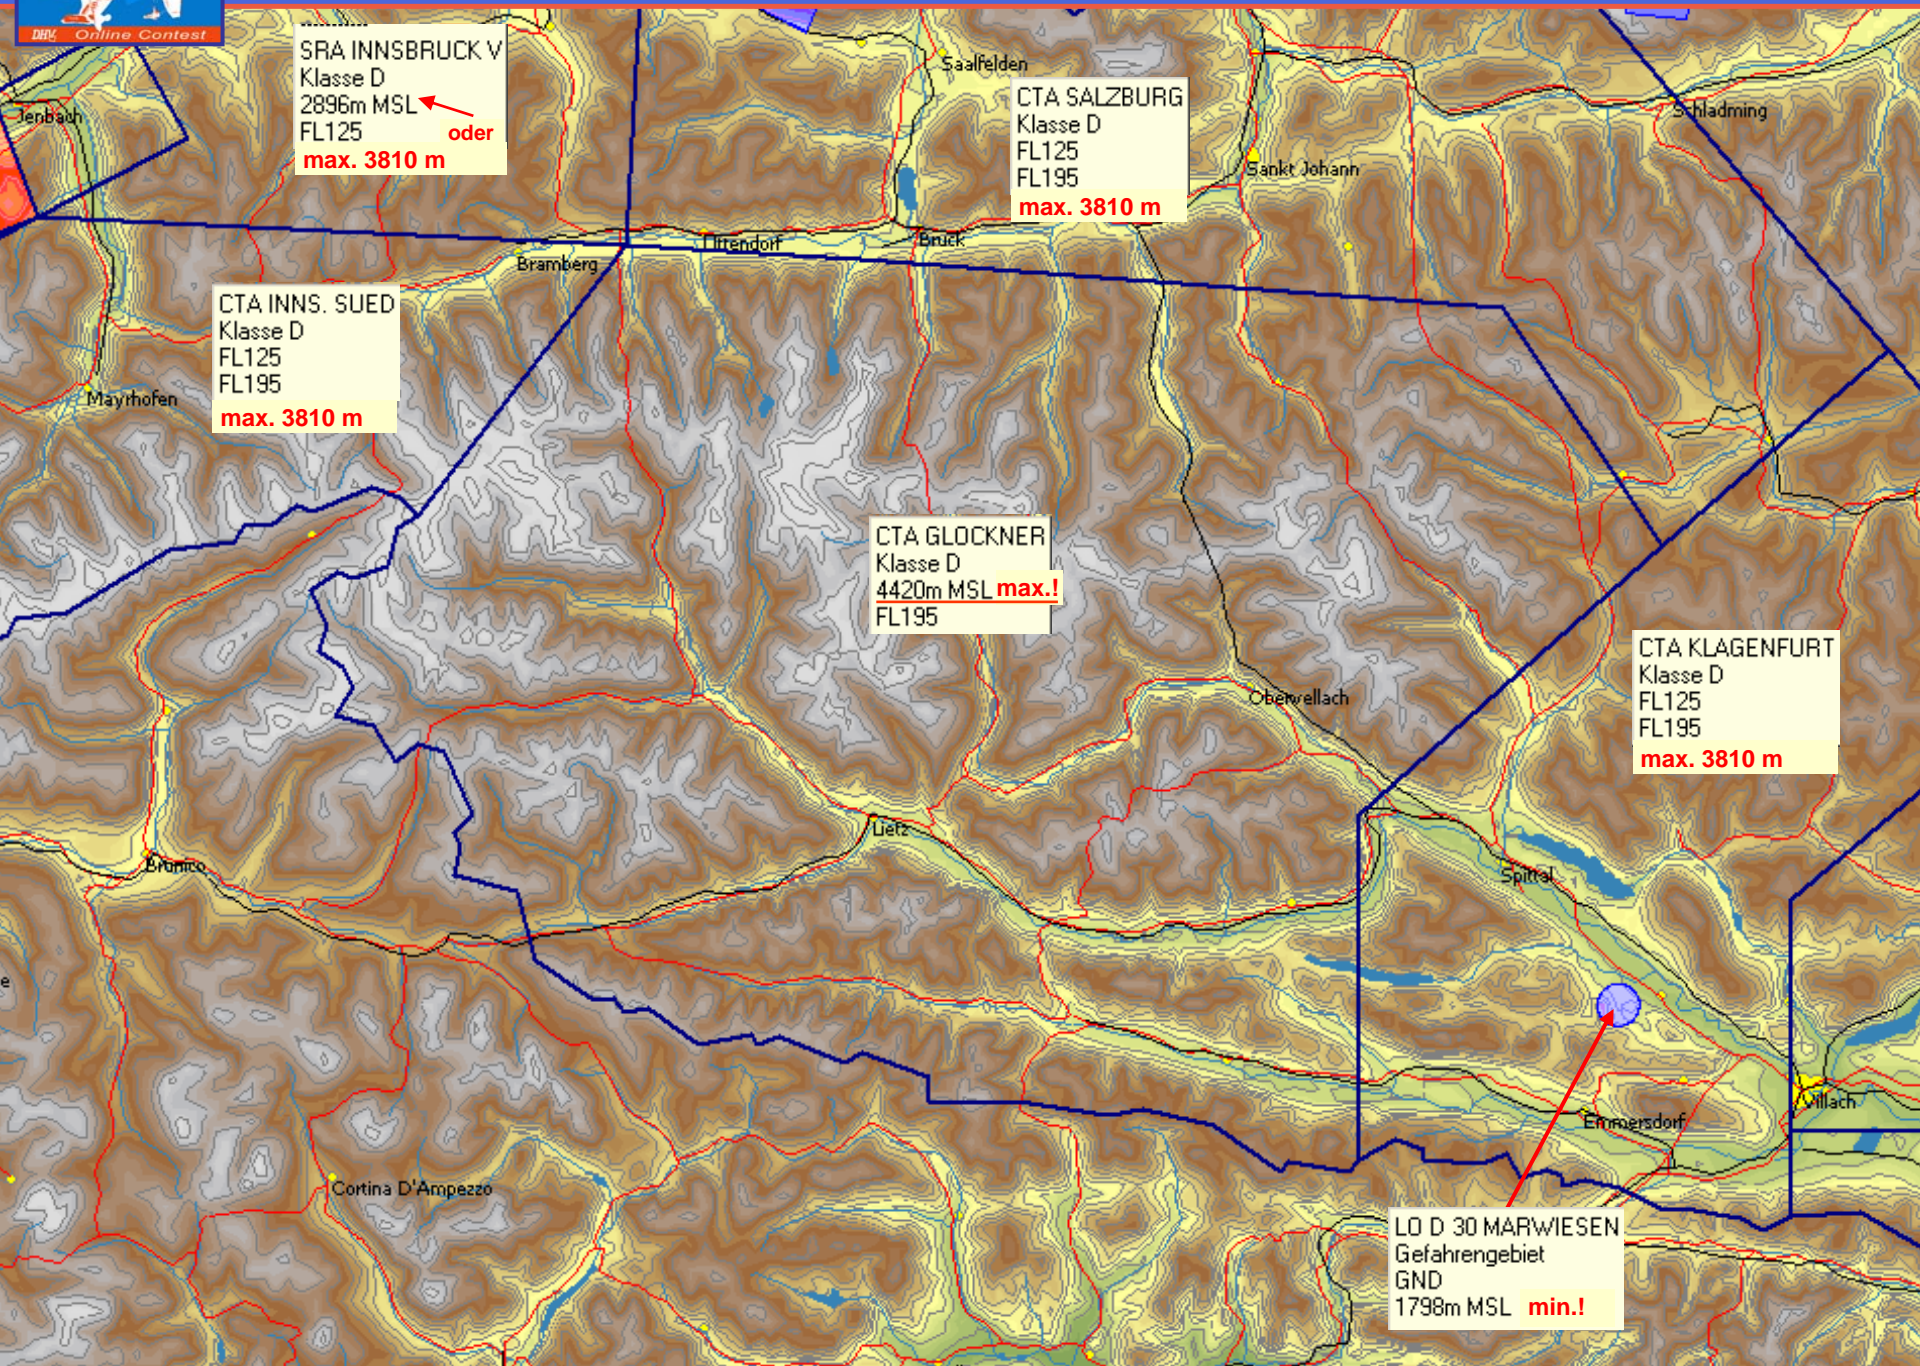 DHV Online Contest
SRA INNSBRUCK V
Klasse D
2896m MSL
FL125 oder
max. 3810 m
Saalfelden
CTA SALZBURG
Klasse D
FL125
FL195
max. 3810 m
Schladming
Jenbach
Sankt Johann
Uttendorf
Bruck
Bramberg
CTA INNS. SUED
Klasse D
FL125
FL195
max. 3810 m
Mayrhofen
CTA GLOCKNER
Klasse D
4420m MSL max.!
FL195
CTA KLAGENFURT
Klasse D
FL125
FL195
max. 3810 m
Obervellach
Lietz
Brunico
Spittal
e
Villach
Emmersdorf
Cortina D'Ampezzo
LO D 30 MARWIESEN
Gefahrengebiet
GND
1798m MSL min.!